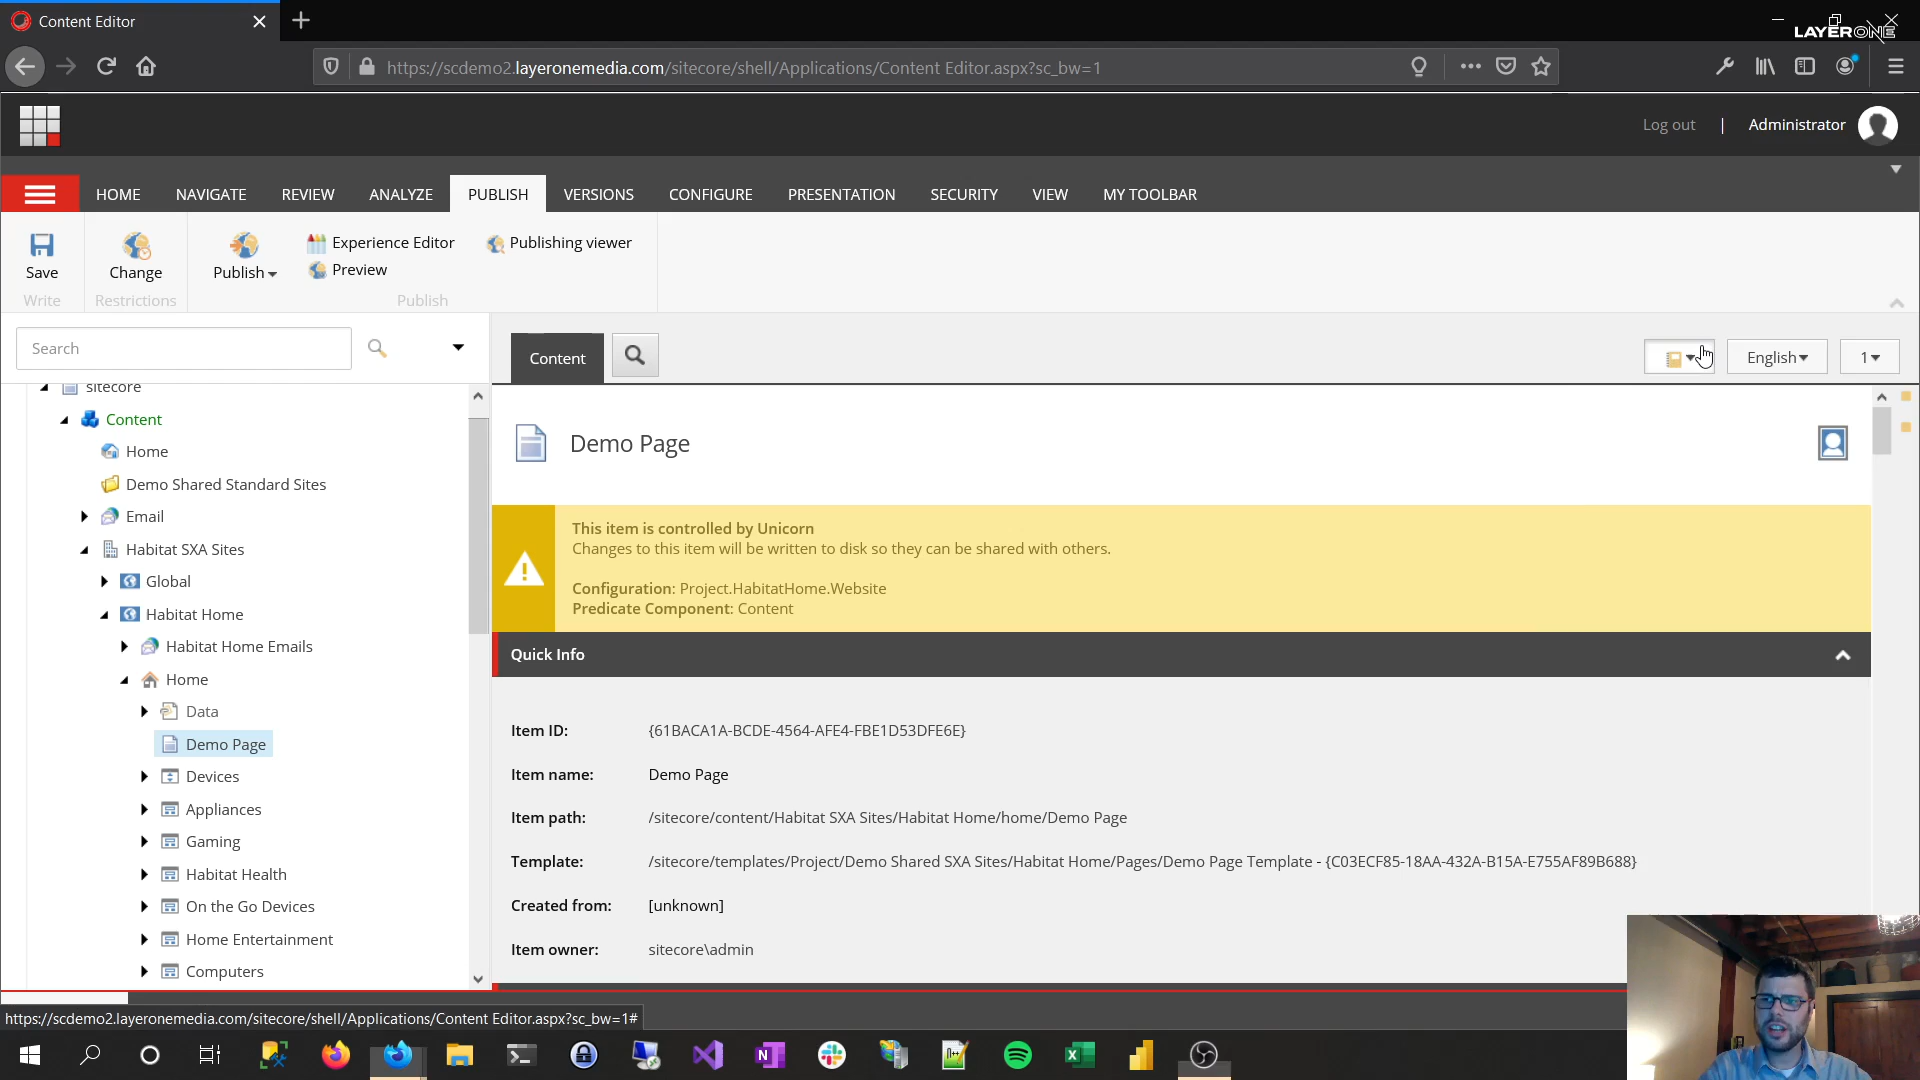 Content Editor
LAYERONE
https://scdemo2.layeronemedia.com/sitecore/shell/Applications/Content Editor.aspx?sc_bw=1
Log out | Administrator
HOME NAVIGATE REVIEW ANALYZE PUBLISH VERSIONS CONFIGURE PRESENTATION SECURITY VIEW MY TOOLBAR
Experience Editor Publishing viewer
Save Change Publish Preview
Write Restrictions Publish
Search
Content English 1
sitecore
Content
Home
Demo Shared Standard Sites
Email
Habitat SXA Sites
Global
Habitat Home
Habitat Home Emails
Home
Data
Demo Page
Devices
Appliances
Gaming
Habitat Health
On the Go Devices
Home Entertainment
Computers
Demo Page
This item is controlled by Unicorn
Changes to this item will be written to disk so they can be shared with others.
Configuration: Project.HabitatHome.Website
Predicate Component: Content
Quick Info
Item ID: {61BACA1A-BCDE-4564-AFE4-FBE1D53DFE6E}
Item name: Demo Page
Item path: /sitecore/content/Habitat SXA Sites/Habitat Home/home/Demo Page
Template: /sitecore/templates/Project/Demo Shared SXA Sites/Habitat Home/Pages/Demo Page Template - {C03ECF85-18AA-432A-B15A-E755AF89B688}
Created from: [unknown]
Item owner: sitecore\admin
https://scdemo2.layeronemedia.com/sitecore/shell/Applications/Content Editor.aspx?sc_bw=1#